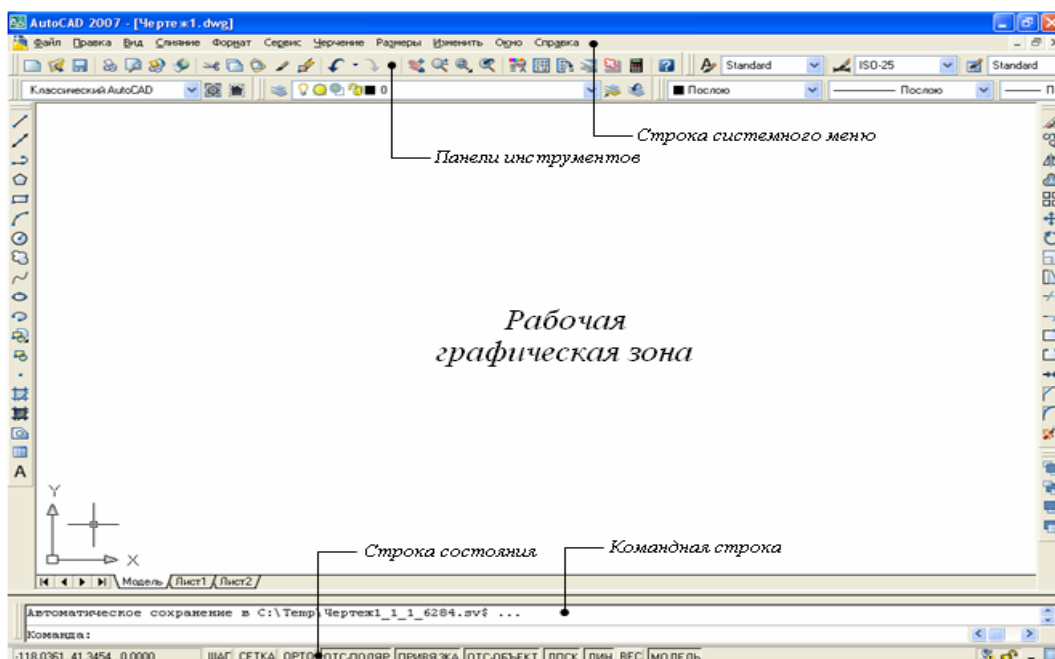 AutoCAD 2007 - [Чертеж1.dwg]
Файл Правка Вид Слияние Формат Сервис Черчение Размеры Изменить Окно Справка
Standard ISO-25 Standard
Классический AutoCAD 0 Послою Послою П
Строка системного меню
Панели инструментов
Рабочая
графическая зона
A
Y
X
Строка состояния
Командная строка
Модель Лист1 Лист2
Автоматическое сохранение в C:\Temp\Чертеж1_1_1_6284.sv$ ...
Команда:
-118.0361, 41.3454, 0.0000 ШАГ СЕТКА ОРТО ОТС-ПОЛЯР ПРИВЯЗКА ОТС-ОБЪЕКТ ДПСК ДИН ВЕС МОДЕЛЬ